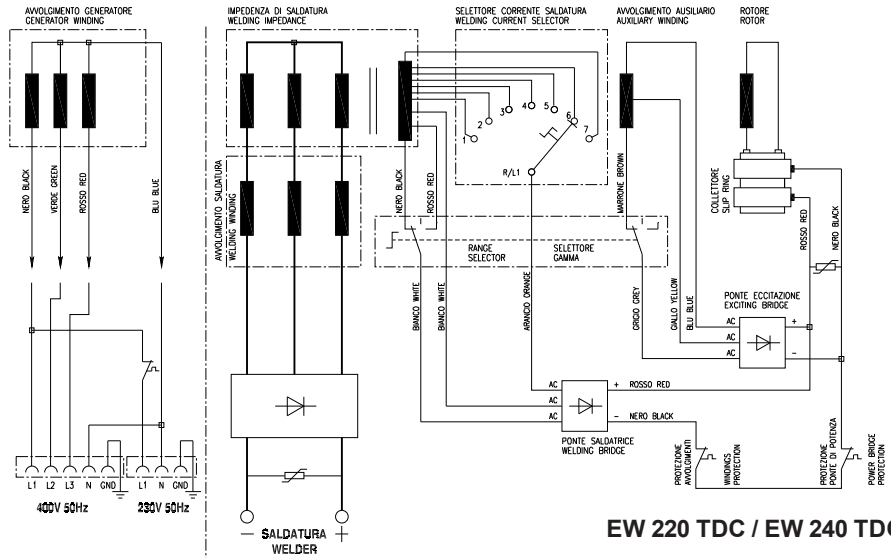 AVVOLGIMENTO GENERATORE
GENERATOR WINDING
IMPEDENZA DI SALDATURA
WELDING IMPEDANCE
SELETTORE CORRENTE SALDATURA
WELDING CURRENT SELECTOR
AVVOLGIMENTO AUSILIARIO
AUXILIARY WINDING
ROTORE
ROTOR
1
2
3
4
5
6
7
R/L1
NERO BLACK
VERDE GREEN
ROSSO RED
BLU BLUE
AVVOLGIMENTO SALDATURA
WELDING WINDING
NERO BLACK
ROSSO RED
MARRONE BROWN
COLLETTORE
SLIP RING
ROSSO RED
NERO BLACK
RANGE
SELECTOR
SELETTORE
GAMMA
BIANCO WHITE
BIANCO WHITE
ARANCIO ORANGE
GRIGIO GREY
GIALLO YELLOW
BLU BLUE
PONTE ECCITAZIONE
EXCITING BRIDGE
AC
AC
AC
+
−
AC
AC
AC
+ ROSSO RED
− NERO BLACK
PONTE SALDATRICE
WELDING BRIDGE
PROTEZIONE
AVVOLGIMENTI
WINDINGS
PROTECTION
PROTEZIONE
PONTE DI POTENZA
POWER BRIDGE
PROTECTION
L1 L2 L3 N GND
L1 N GND
400V 50Hz
230V 50Hz
− SALDATURA +
WELDER
EW 220 TDC / EW 240 TDC